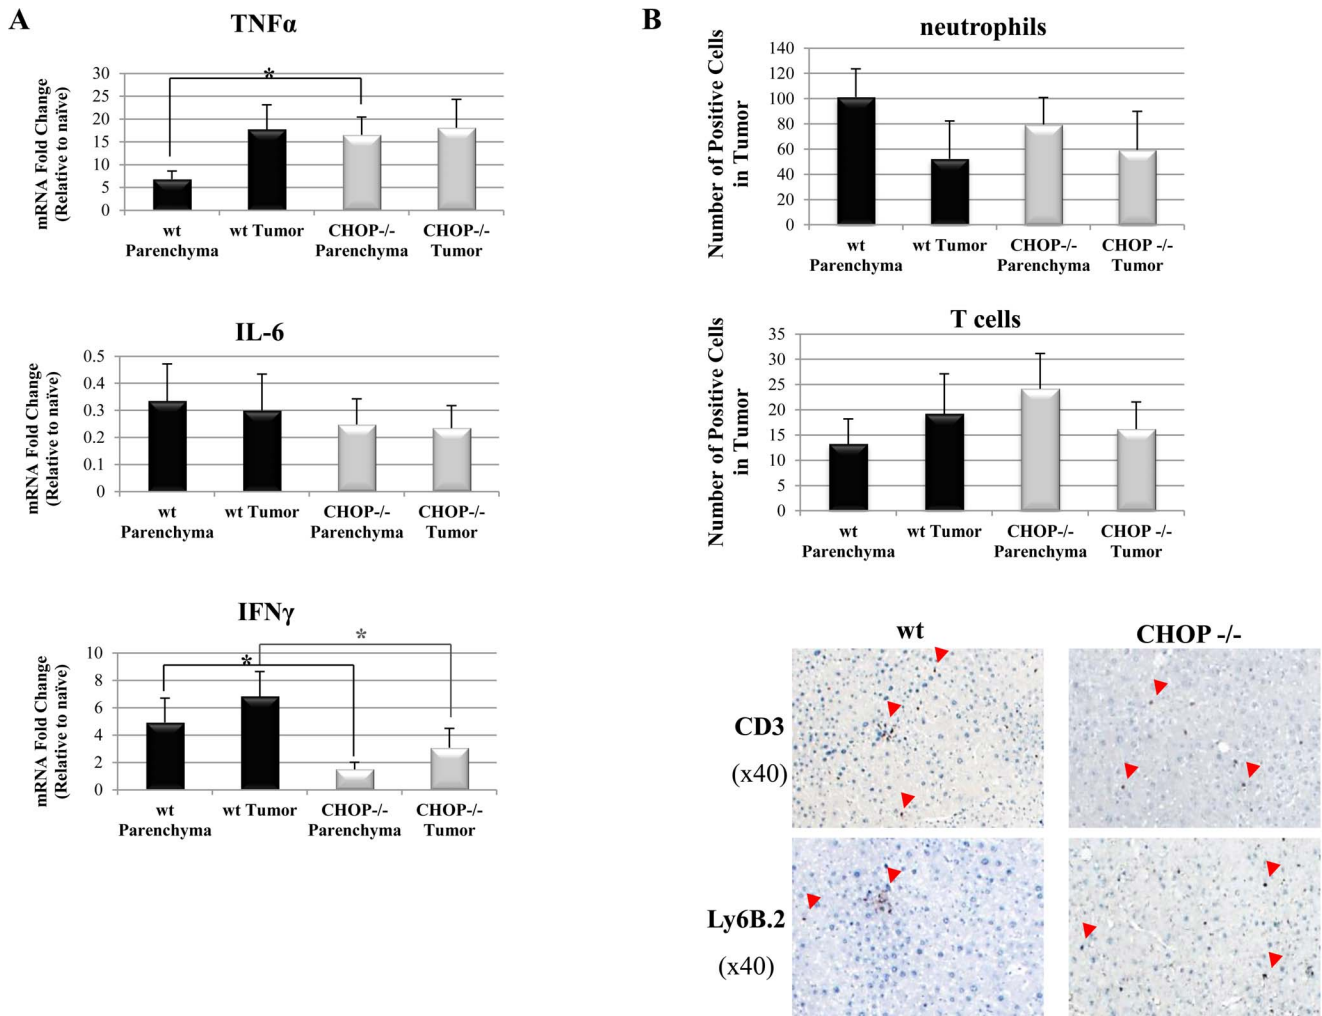 A
TNFα
mRNA Fold Change
(Relative to naïve)
30
25
20
15
10
5
0
*
wt
Parenchyma
wt Tumor
CHOP-/-
Parenchyma
CHOP-/-
Tumor
IL-6
mRNA Fold Change
(Relative to naïve)
0.5
0.4
0.3
0.2
0.1
0
wt
Parenchyma
wt Tumor
CHOP-/-
Parenchyma
CHOP-/-
Tumor
IFNγ
mRNA Fold Change
(Relative to naïve)
10
8
6
4
2
0
*
*
wt
Parenchyma
wt Tumor
CHOP-/-
Parenchyma
CHOP-/-
Tumor
B
neutrophils
Number of Positive Cells
in Tumor
140
120
100
80
60
40
20
0
wt
Parenchyma
wt Tumor
CHOP-/-
Parenchyma
CHOP -/-
Tumor
T cells
Number of Positive Cells
in Tumor
35
30
25
20
15
10
5
0
wt
Parenchyma
wt Tumor
CHOP-/-
Parenchyma
CHOP -/-
Tumor
wt
CHOP -/-
CD3
(x40)
Ly6B.2
(x40)